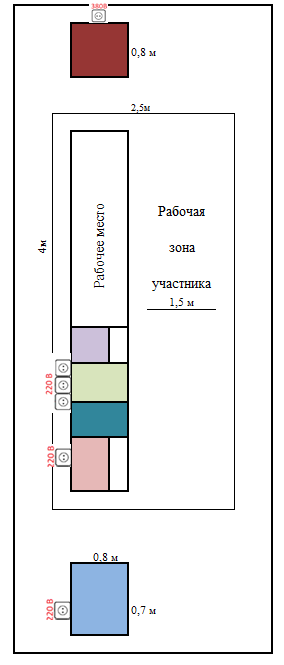 380В
0,8 м
2,5м
4м
Рабочее место
Рабочая
зона
участника
1,5 м
220 В
220 В
0,8 м
220 В
0,7 м